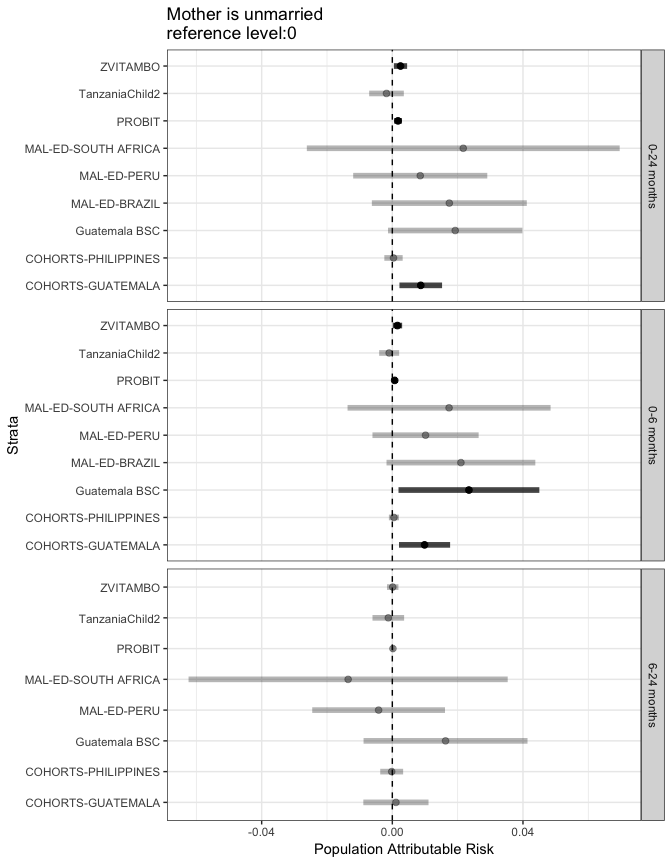 Mother is unmarried
reference level:0
ZVITAMBO
TanzaniaChild2
PROBIT
MAL-ED-SOUTH AFRICA
MAL-ED-PERU
MAL-ED-BRAZIL
Guatemala BSC
COHORTS-PHILIPPINES
COHORTS-GUATEMALA
0-24 months
ZVITAMBO
TanzaniaChild2
PROBIT
MAL-ED-SOUTH AFRICA
MAL-ED-PERU
MAL-ED-BRAZIL
Guatemala BSC
COHORTS-PHILIPPINES
COHORTS-GUATEMALA
0-6 months
Strata
ZVITAMBO
TanzaniaChild2
PROBIT
MAL-ED-SOUTH AFRICA
MAL-ED-PERU
Guatemala BSC
COHORTS-PHILIPPINES
COHORTS-GUATEMALA
6-24 months
-0.04 0.00 0.04
Population Attributable Risk